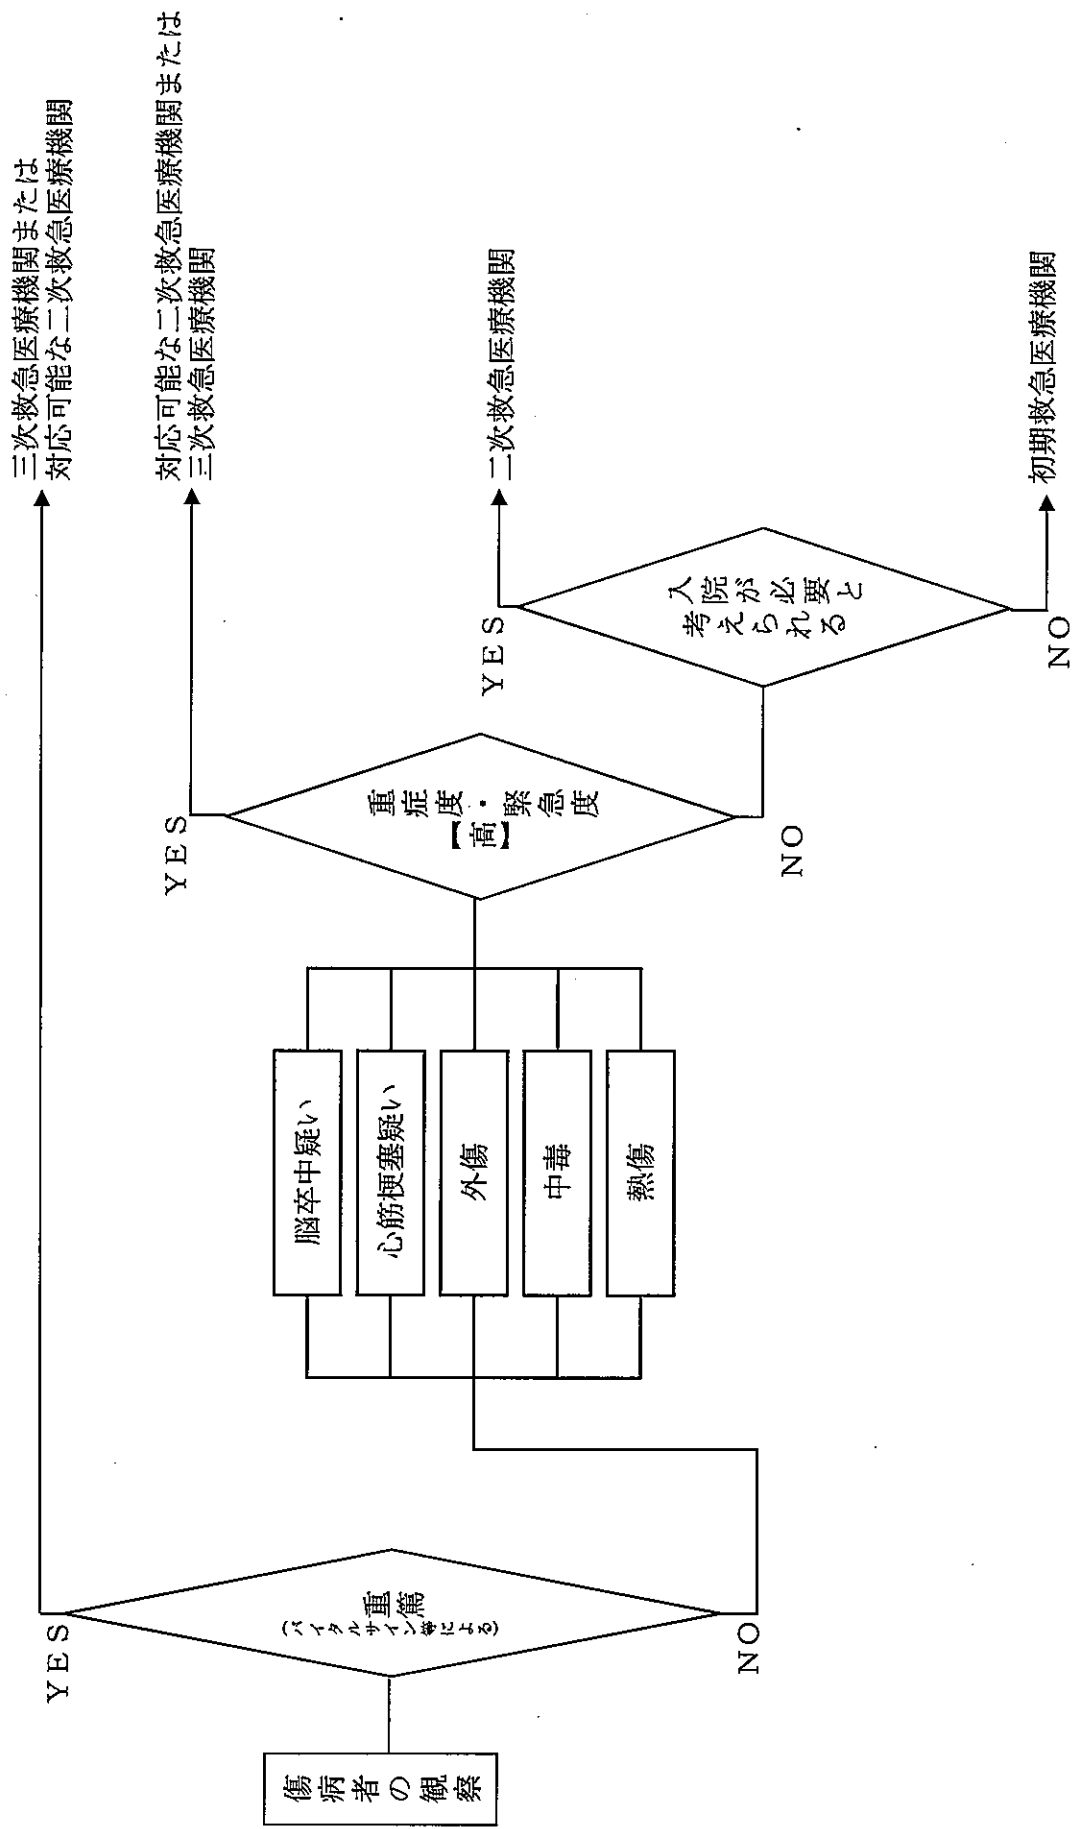 傷病者の観察
重篤
(バイタルサイン等による)
YES
三次救急医療機関または
対応可能な二次救急医療機関
NO
脳卒中疑い
心筋梗塞疑い
外傷
中毒
熱傷
重症度・緊急度
【高】
YES
対応可能な二次救急医療機関または
三次救急医療機関
NO
入院が必要と
考えられる
YES
二次救急医療機関
NO
初期救急医療機関